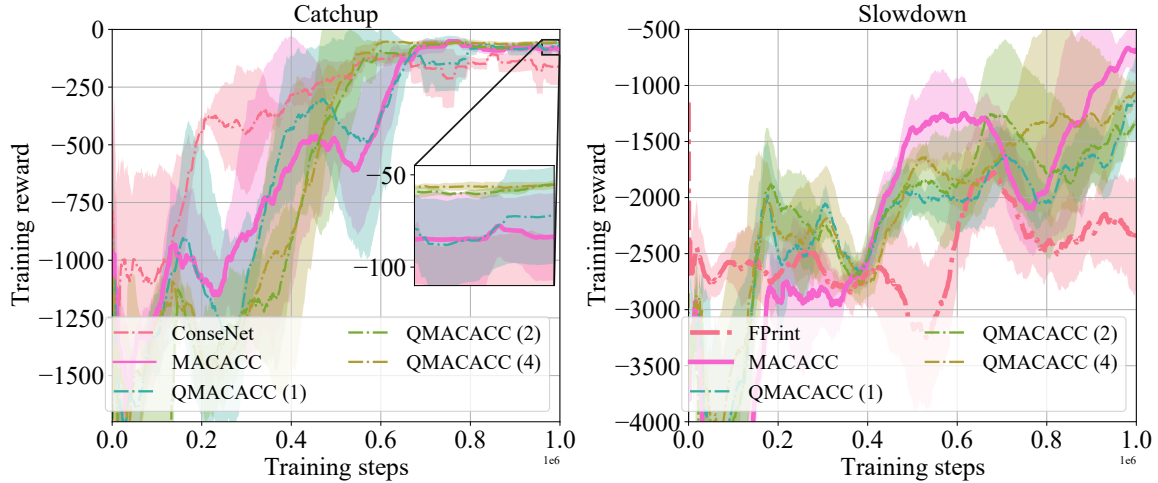 Catchup
0
−250
−500
−750
−1000
−1250
−1500
Training reward
−50
−100
ConseNet
MACACC
QMACACC (1)
QMACACC (2)
QMACACC (4)
0.0 0.2 0.4 0.6 0.8 1.0
1e6
Training steps
Slowdown
−500
−1000
−1500
−2000
−2500
−3000
−3500
−4000
Training reward
FPrint
MACACC
QMACACC (1)
QMACACC (2)
QMACACC (4)
0.0 0.2 0.4 0.6 0.8 1.0
1e6
Training steps